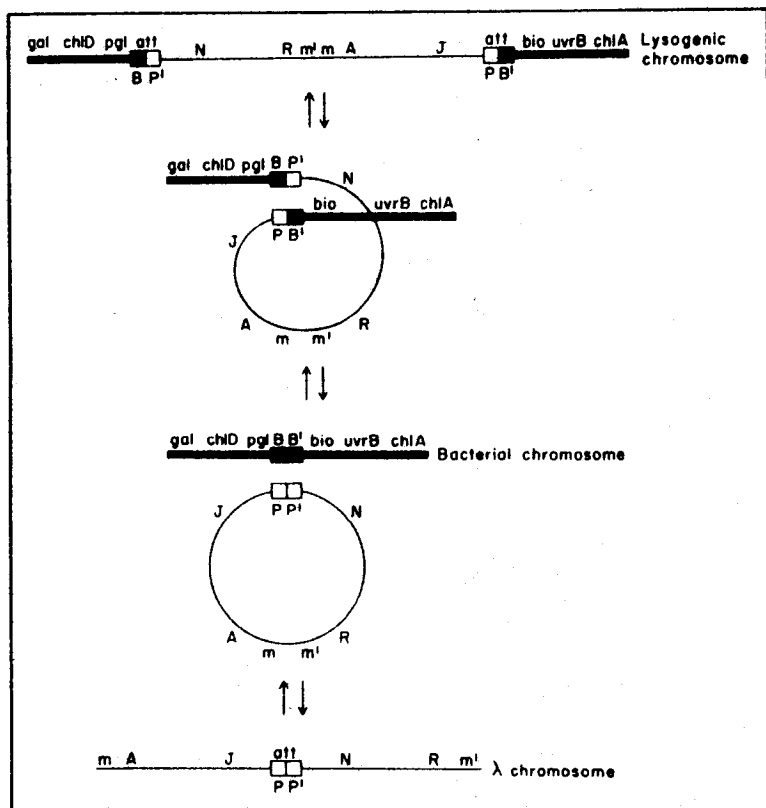 gal chlD pgl att N R m' m A J att bio uvrB chlA Lysogenic
B P' P B' chromosome
gal chlD pgl B P' N
bio uvrB chlA
J P B'
A m m' R
gal chlD pgl B B' bio uvrB chlA
Bacterial chromosome
J P P' N
A m m' R
m A J att N R m'
λ chromosome
P P'